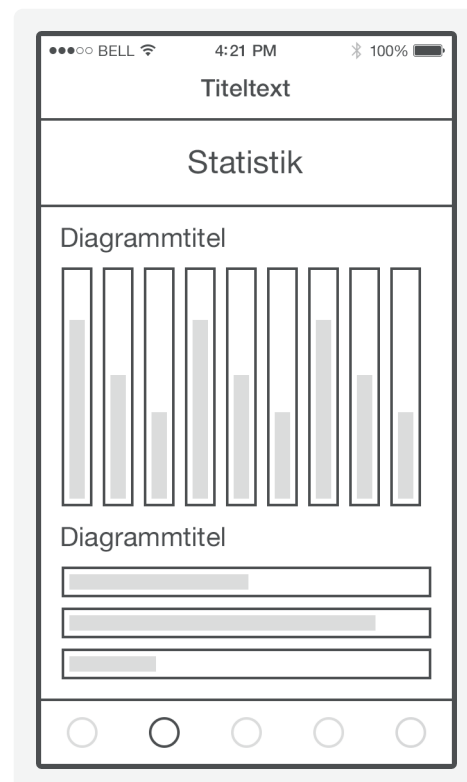 BELL 4:21 PM 100%
Titeltext
Statistik
Diagrammtitel
Diagrammtitel